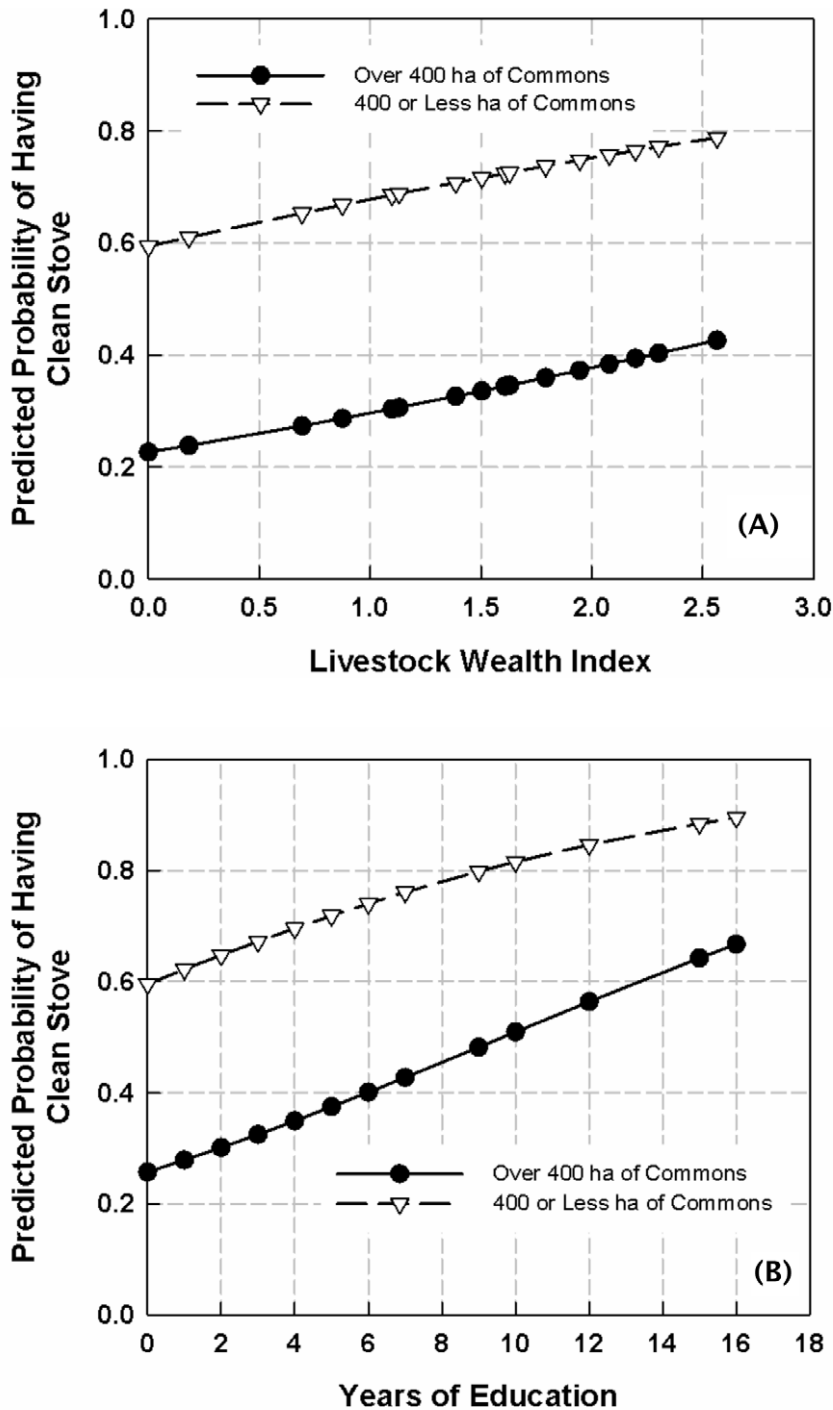 1.0
0.8
0.6
0.4
0.2
0.0
Predicted Probability of Having
Clean Stove
Over 400 ha of Commons
400 or Less ha of Commons
(A)
0.0 0.5 1.0 1.5 2.0 2.5 3.0
Livestock Wealth Index
1.0
0.8
0.6
0.4
0.2
0.0
Predicted Probability of Having
Clean Stove
Over 400 ha of Commons
400 or Less ha of Commons
(B)
0 2 4 6 8 10 12 14 16 18
Years of Education